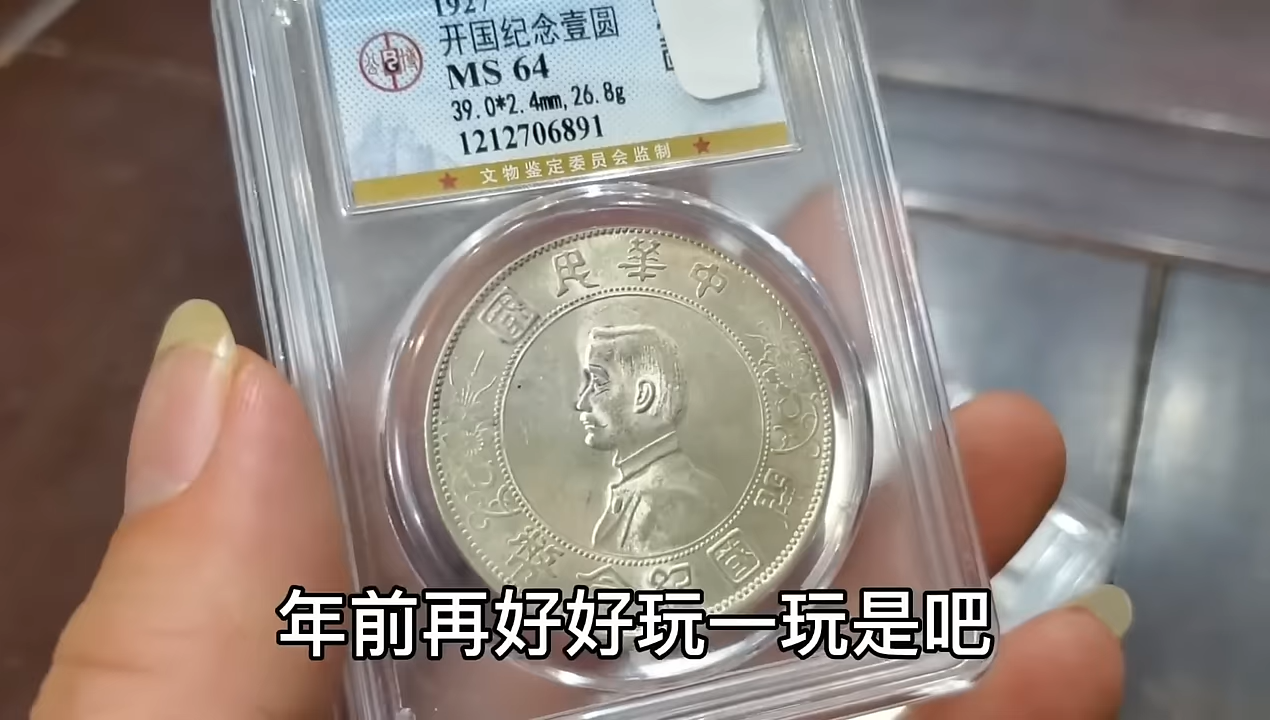 1927
开国纪念壹圆
MS 64
39.0*2.4mm,26.8g
1212706891
文物鉴定委员会监制
中華民國
年前再好好玩一玩是吧